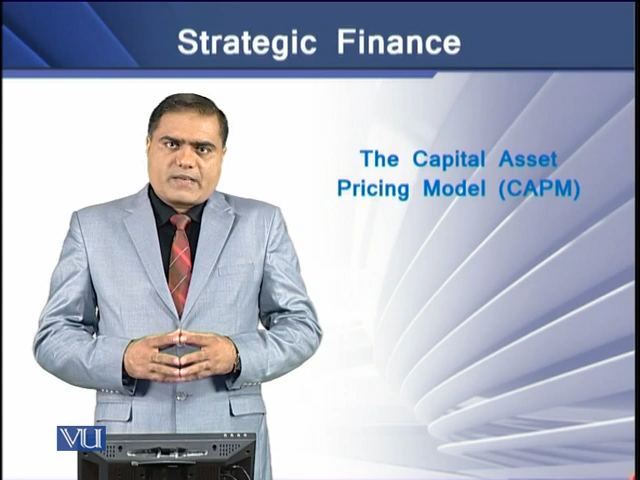 Strategic Finance
The Capital Asset
Pricing Model (CAPM)
VU